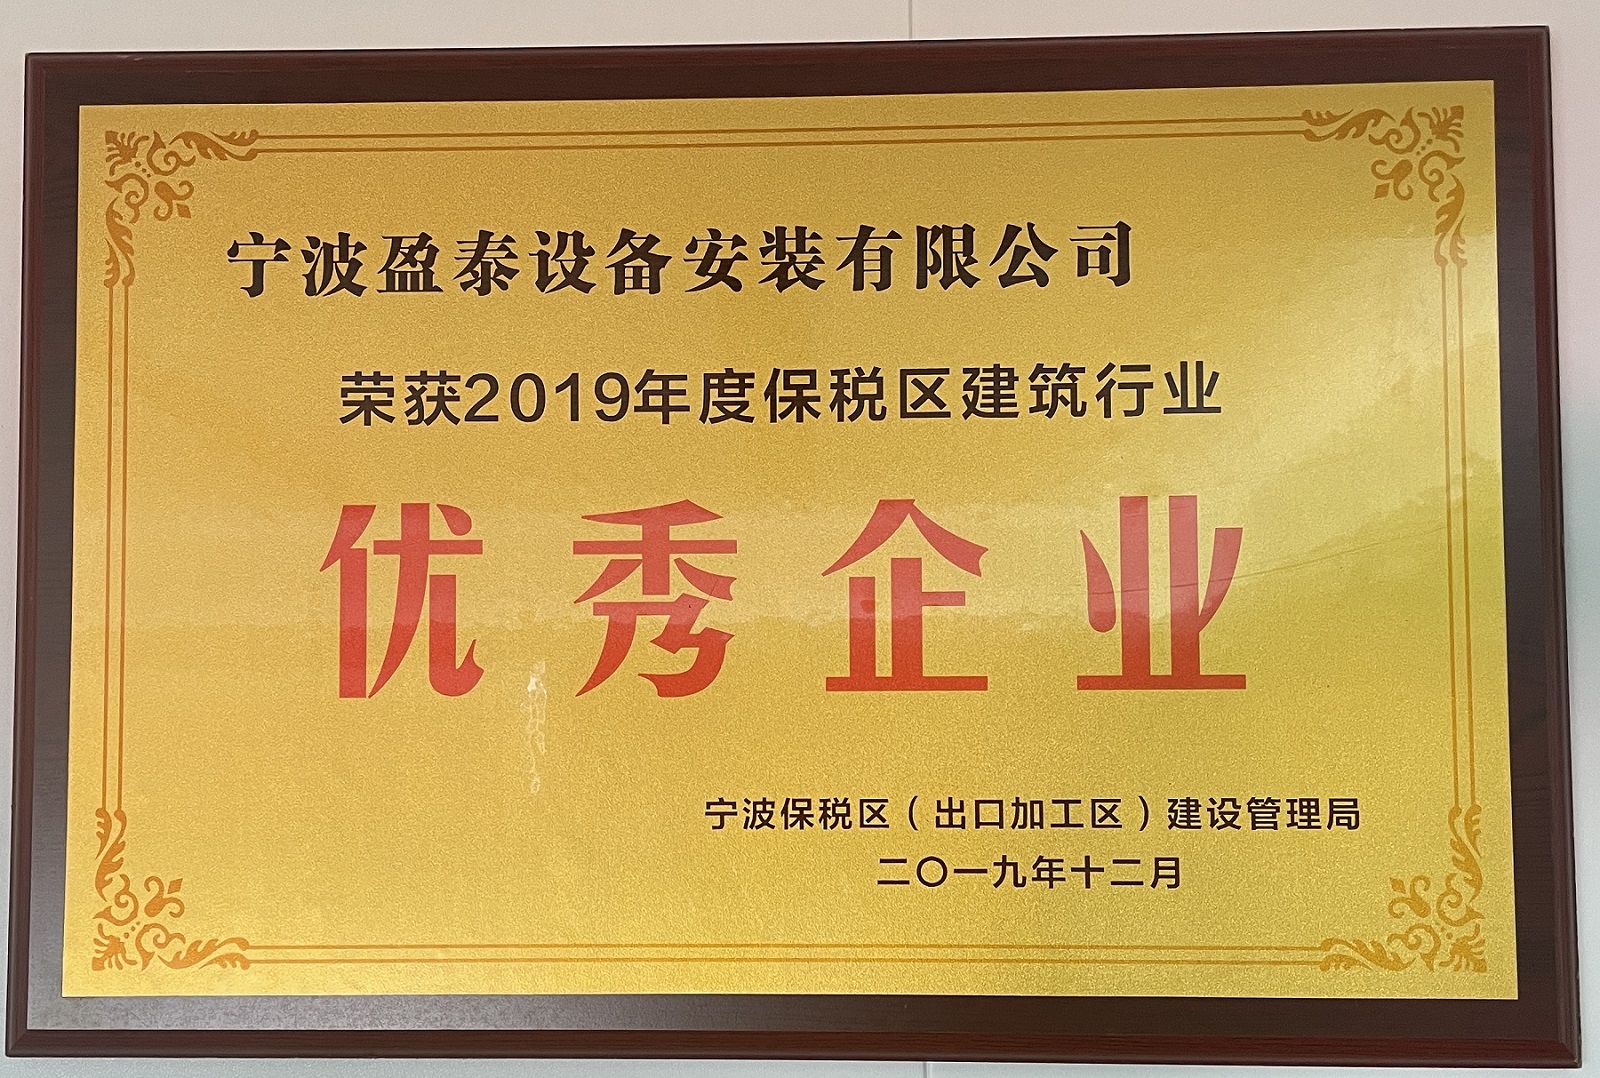 宁波盈泰设备安装有限公司
荣获2019年度保税区建筑行业
优秀企业
宁波保税区(出口加工区)建设管理局
二〇一九年十二月